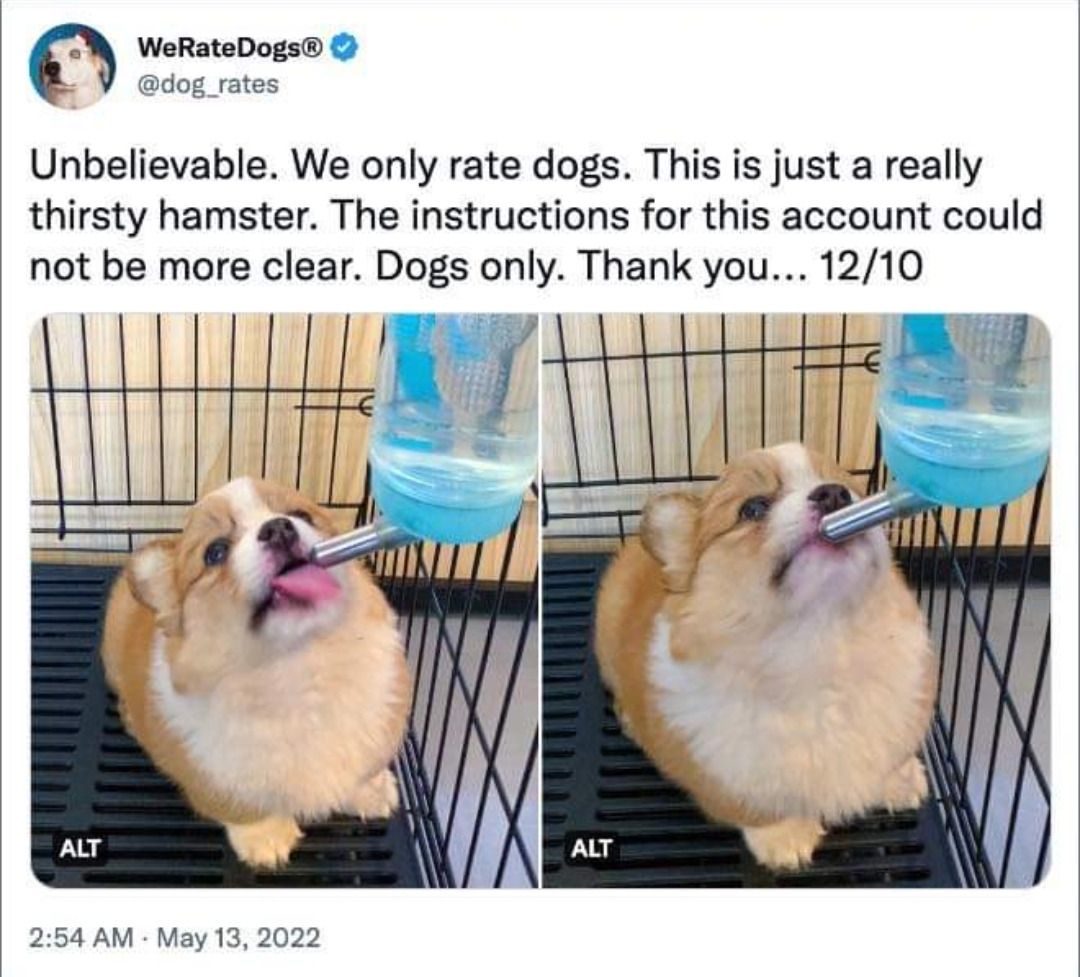 WeRateDogs®
@dog_rates
Unbelievable. We only rate dogs. This is just a really
thirsty hamster. The instructions for this account could
not be more clear. Dogs only. Thank you... 12/10
ALT
ALT
2:54 AM · May 13, 2022